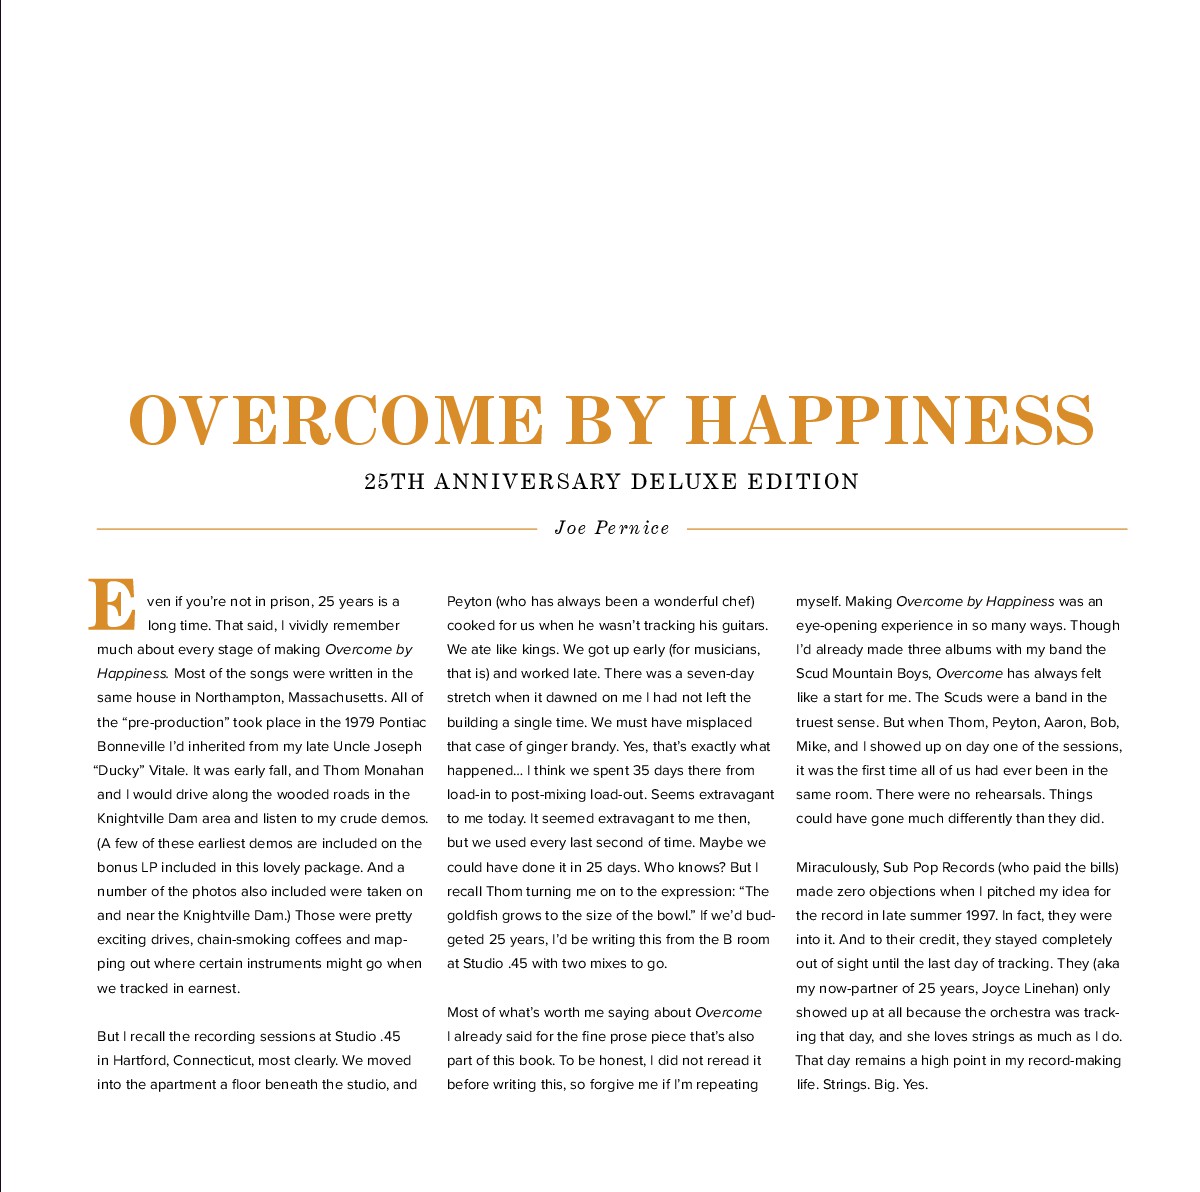 OVERCOME BY HAPPINESS
25TH ANNIVERSARY DELUXE EDITION
Joe Pernice
Even if you’re not in prison, 25 years is a
long time. That said, I vividly remember
much about every stage of making Overcome by
Happiness. Most of the songs were written in the
same house in Northampton, Massachusetts. All of
the “pre-production” took place in the 1979 Pontiac
Bonneville I’d inherited from my late Uncle Joseph
“Ducky” Vitale. It was early fall, and Thom Monahan
and I would drive along the wooded roads in the
Knightville Dam area and listen to my crude demos.
(A few of these earliest demos are included on the
bonus LP included in this lovely package. And a
number of the photos also included were taken on
and near the Knightville Dam.) Those were pretty
exciting drives, chain-smoking coffees and map-
ping out where certain instruments might go when
we tracked in earnest.
But I recall the recording sessions at Studio .45
in Hartford, Connecticut, most clearly. We moved
into the apartment a floor beneath the studio, and
Peyton (who has always been a wonderful chef)
cooked for us when he wasn’t tracking his guitars.
We ate like kings. We got up early (for musicians,
that is) and worked late. There was a seven-day
stretch when it dawned on me I had not left the
building a single time. We must have misplaced
that case of ginger brandy. Yes, that’s exactly what
happened... I think we spent 35 days there from
load-in to post-mixing load-out. Seems extravagant
to me today. It seemed extravagant to me then,
but we used every last second of time. Maybe we
could have done it in 25 days. Who knows? But I
recall Thom turning me on to the expression: “The
goldfish grows to the size of the bowl.” If we’d bud-
geted 25 years, I’d be writing this from the B room
at Studio .45 with two mixes to go.
Most of what’s worth me saying about Overcome
I already said for the fine prose piece that’s also
part of this book. To be honest, I did not reread it
before writing this, so forgive me if I’m repeating
myself. Making Overcome by Happiness was an
eye-opening experience in so many ways. Though
I’d already made three albums with my band the
Scud Mountain Boys, Overcome has always felt
like a start for me. The Scuds were a band in the
truest sense. But when Thom, Peyton, Aaron, Bob,
Mike, and I showed up on day one of the sessions,
it was the first time all of us had ever been in the
same room. There were no rehearsals. Things
could have gone much differently than they did.
Miraculously, Sub Pop Records (who paid the bills)
made zero objections when I pitched my idea for
the record in late summer 1997. In fact, they were
into it. And to their credit, they stayed completely
out of sight until the last day of tracking. They (aka
my now-partner of 25 years, Joyce Linehan) only
showed up at all because the orchestra was track-
ing that day, and she loves strings as much as I do.
That day remains a high point in my record-making
life. Strings. Big. Yes.